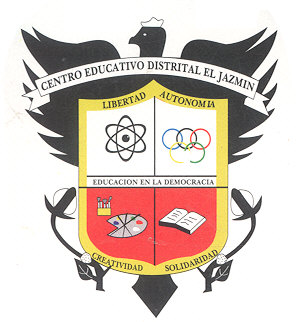 CENTRO EDUCATIVO DISTRITAL EL JAZMIN
LIBERTAD AUTONOMIA
EDUCACION EN LA DEMOCRACIA
CREATIVIDAD SOLIDARIDAD